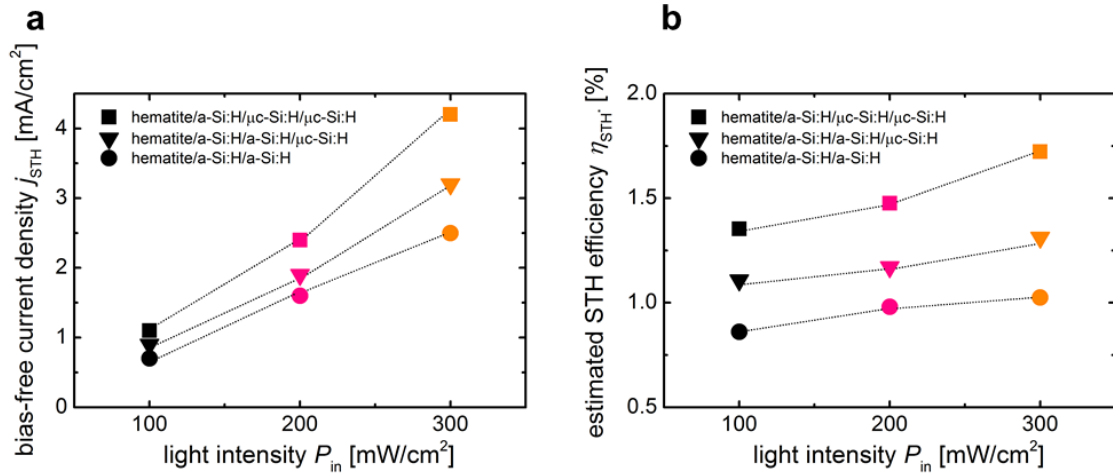 a
bias-free current density jSTH [mA/cm²]
4
3
2
1
0
hematite/a-Si:H/μc-Si:H/μc-Si:H
hematite/a-Si:H/a-Si:H/μc-Si:H
hematite/a-Si:H/a-Si:H
100
200
300
light intensity Pin [mW/cm²]
b
estimated STH efficiency ηSTH* [%]
2.0
1.5
1.0
0.5
hematite/a-Si:H/μc-Si:H/μc-Si:H
hematite/a-Si:H/a-Si:H/μc-Si:H
hematite/a-Si:H/a-Si:H
100
200
300
light intensity Pin [mW/cm²]